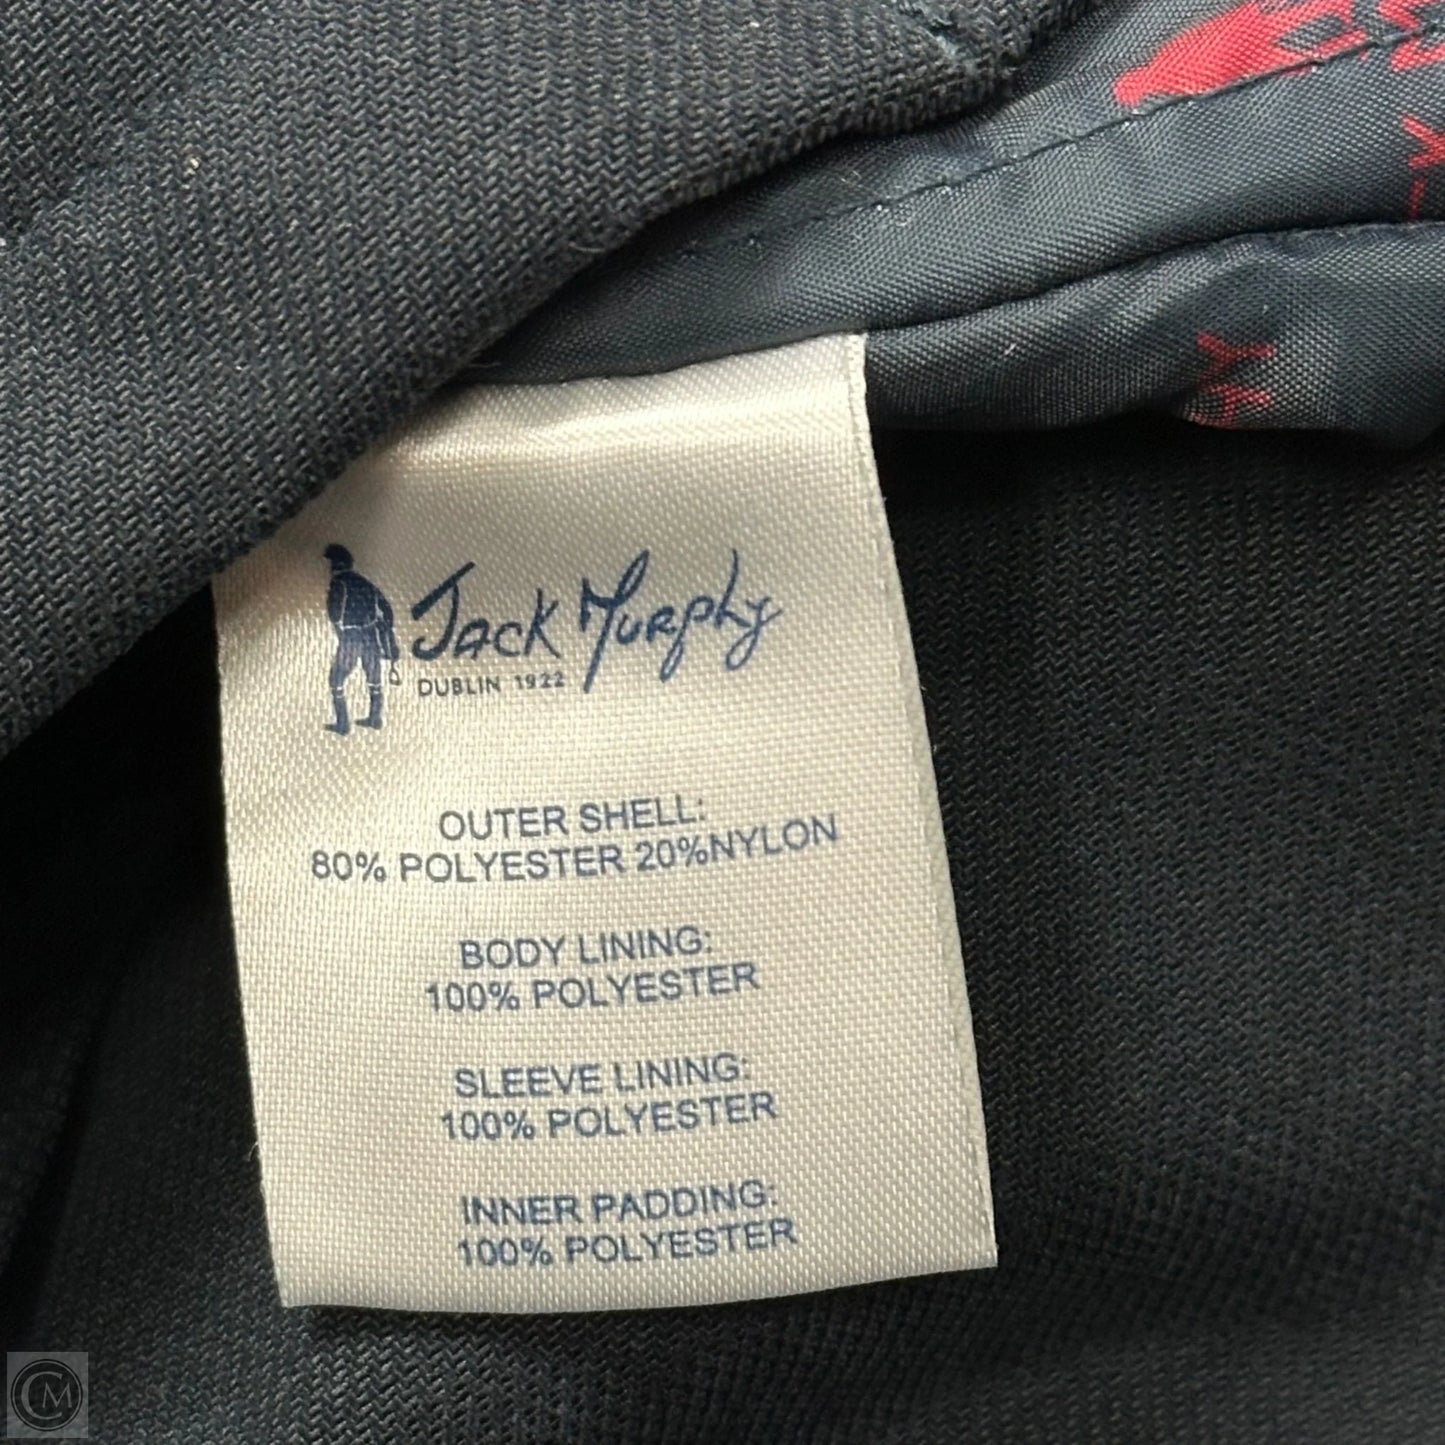 Jack Murphy
DUBLIN 1922
OUTER SHELL:
80% POLYESTER 20%NYLON
BODY LINING:
100% POLYESTER
SLEEVE LINING:
100% POLYESTER
INNER PADDING:
100% POLYESTER
CM